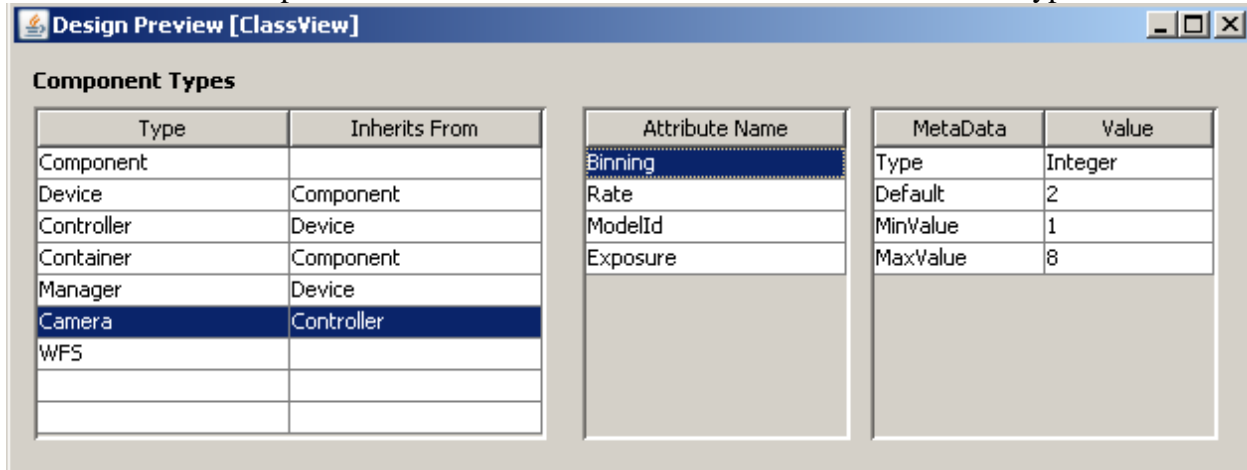 Design Preview [ClassView]
Component Types
Type Inherits From Attribute Name MetaData Value
Component Binning Type Integer
Device Component Rate Default 2
Controller Device ModelId MinValue 1
Container Component Exposure MaxValue 8
Manager Device
Camera Controller
WFS